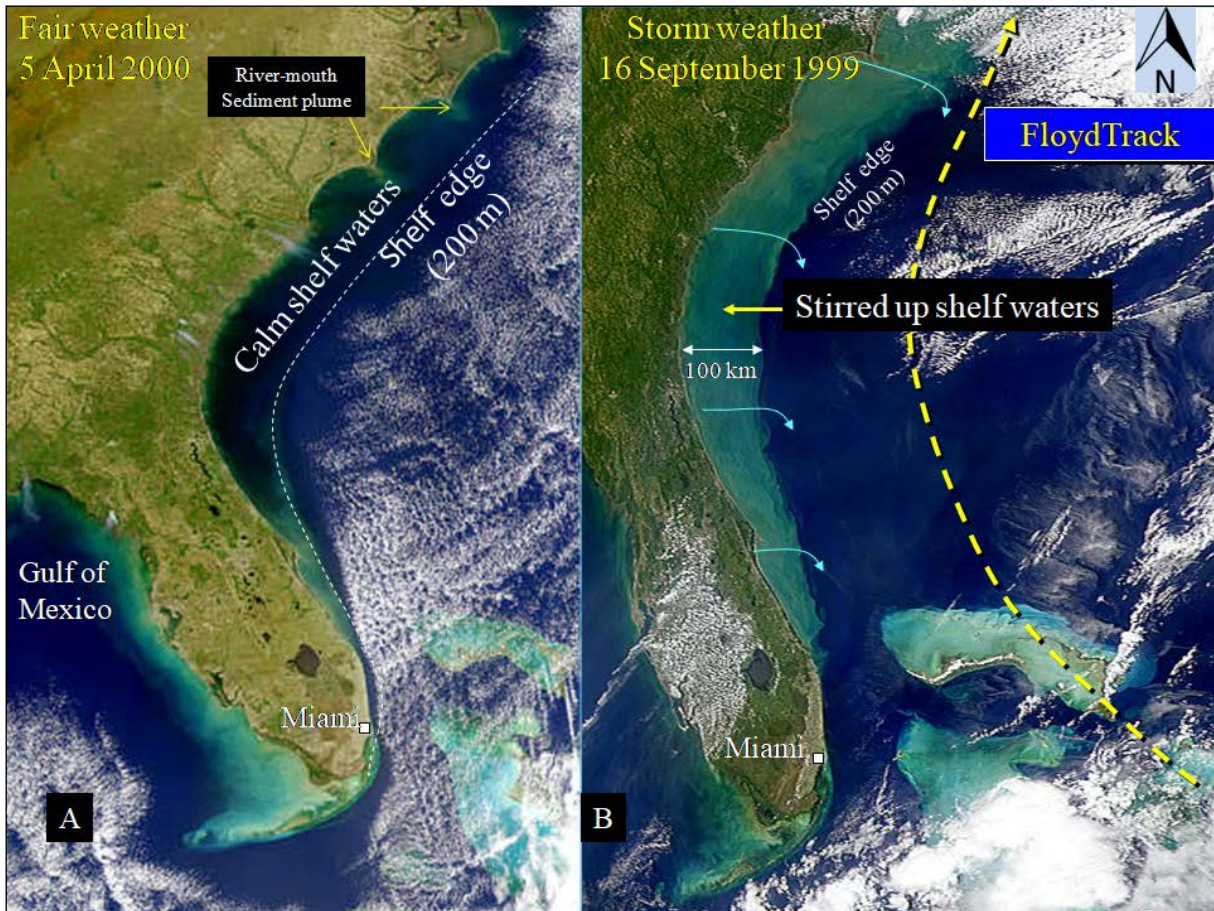 Fair weather
5 April 2000
River-mouth
Sediment plume
Calm shelf waters
Shelf edge
(200 m)
Gulf of
Mexico
Miami
A
Storm weather
16 September 1999
N
FloydTrack
Shelf edge
(200 m)
Stirred up shelf waters
100 km
Miami
B